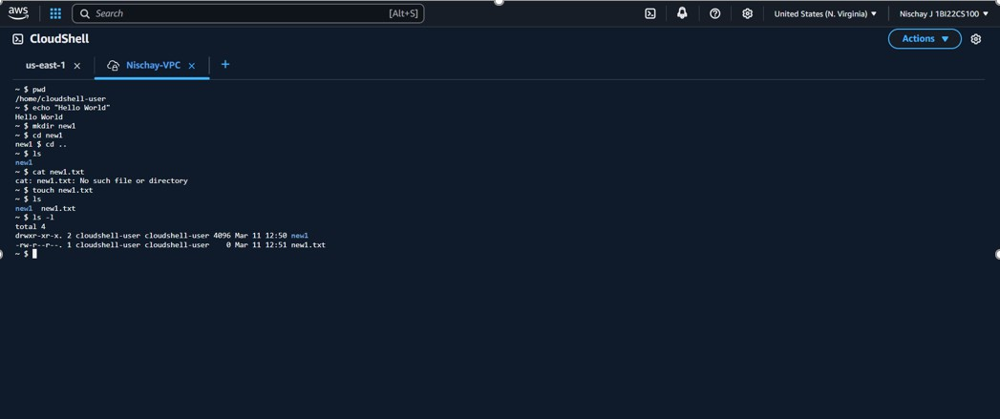 aws Search [Alt+S] United States (N. Virginia) ▼ Nischay J 1BI22CS100 ▼
CloudShell Actions ▼
us-east-1 × Nischay-VPC × +
~ $ pwd
/home/cloudshell-user
~ $ echo "Hello World"
Hello World
~ $ mkdir new1
~ $ cd new1
new1 $ cd ..
~ $ ls
new1
~ $ cat new1.txt
cat: new1.txt: No such file or directory
~ $ touch new1.txt
~ $ ls
new1  new1.txt
~ $ ls -l
total 4
drwxr-xr-x. 2 cloudshell-user cloudshell-user 4096 Mar 11 12:50 new1
-rw-r--r--. 1 cloudshell-user cloudshell-user    0 Mar 11 12:51 new1.txt
~ $